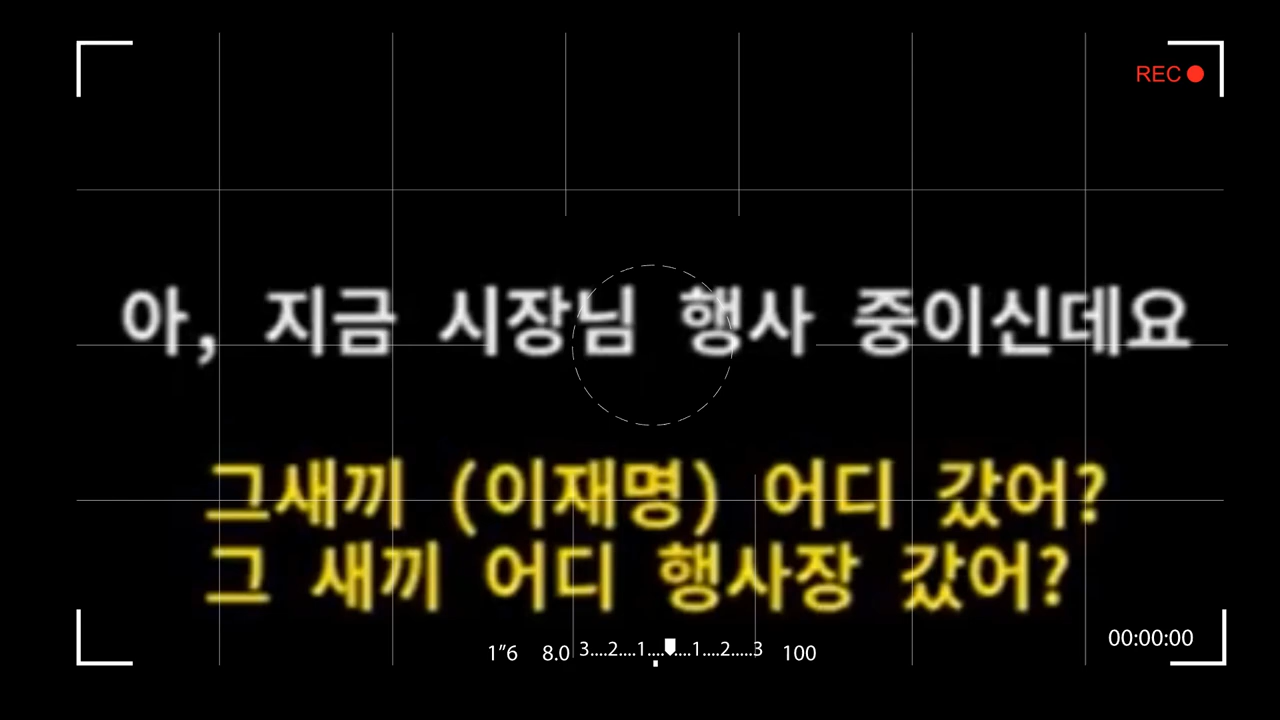 REC
아, 지금 시장님 행사 중이신데요
그새끼 (이재명) 어디 갔어?
그 새끼 어디 행사장 갔어?
00:00:00
1"6 8.0 3....2....1........1....2.....3 100